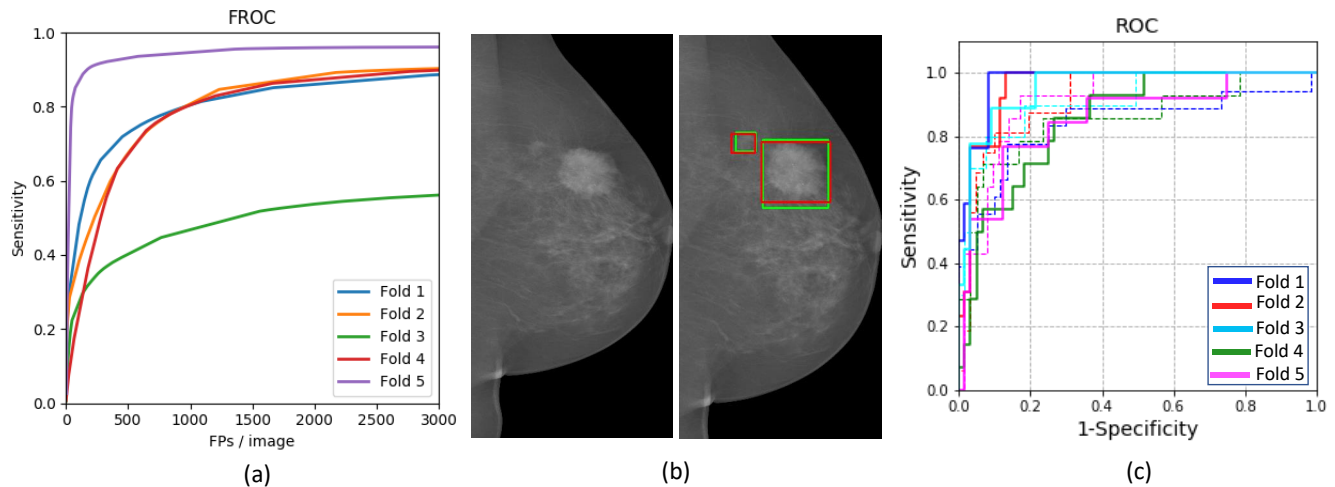 FROC
1.0
0.8
0.6
0.4
0.2
0.0
Sensitivity
0 500 1000 1500 2000 2500 3000
FPs / image
Fold 1
Fold 2
Fold 3
Fold 4
Fold 5
(a)
(b)
ROC
1.0
0.8
0.6
0.4
0.2
0.0
Sensitivity
0.0 0.2 0.4 0.6 0.8 1.0
1-Specificity
Fold 1
Fold 2
Fold 3
Fold 4
Fold 5
(c)